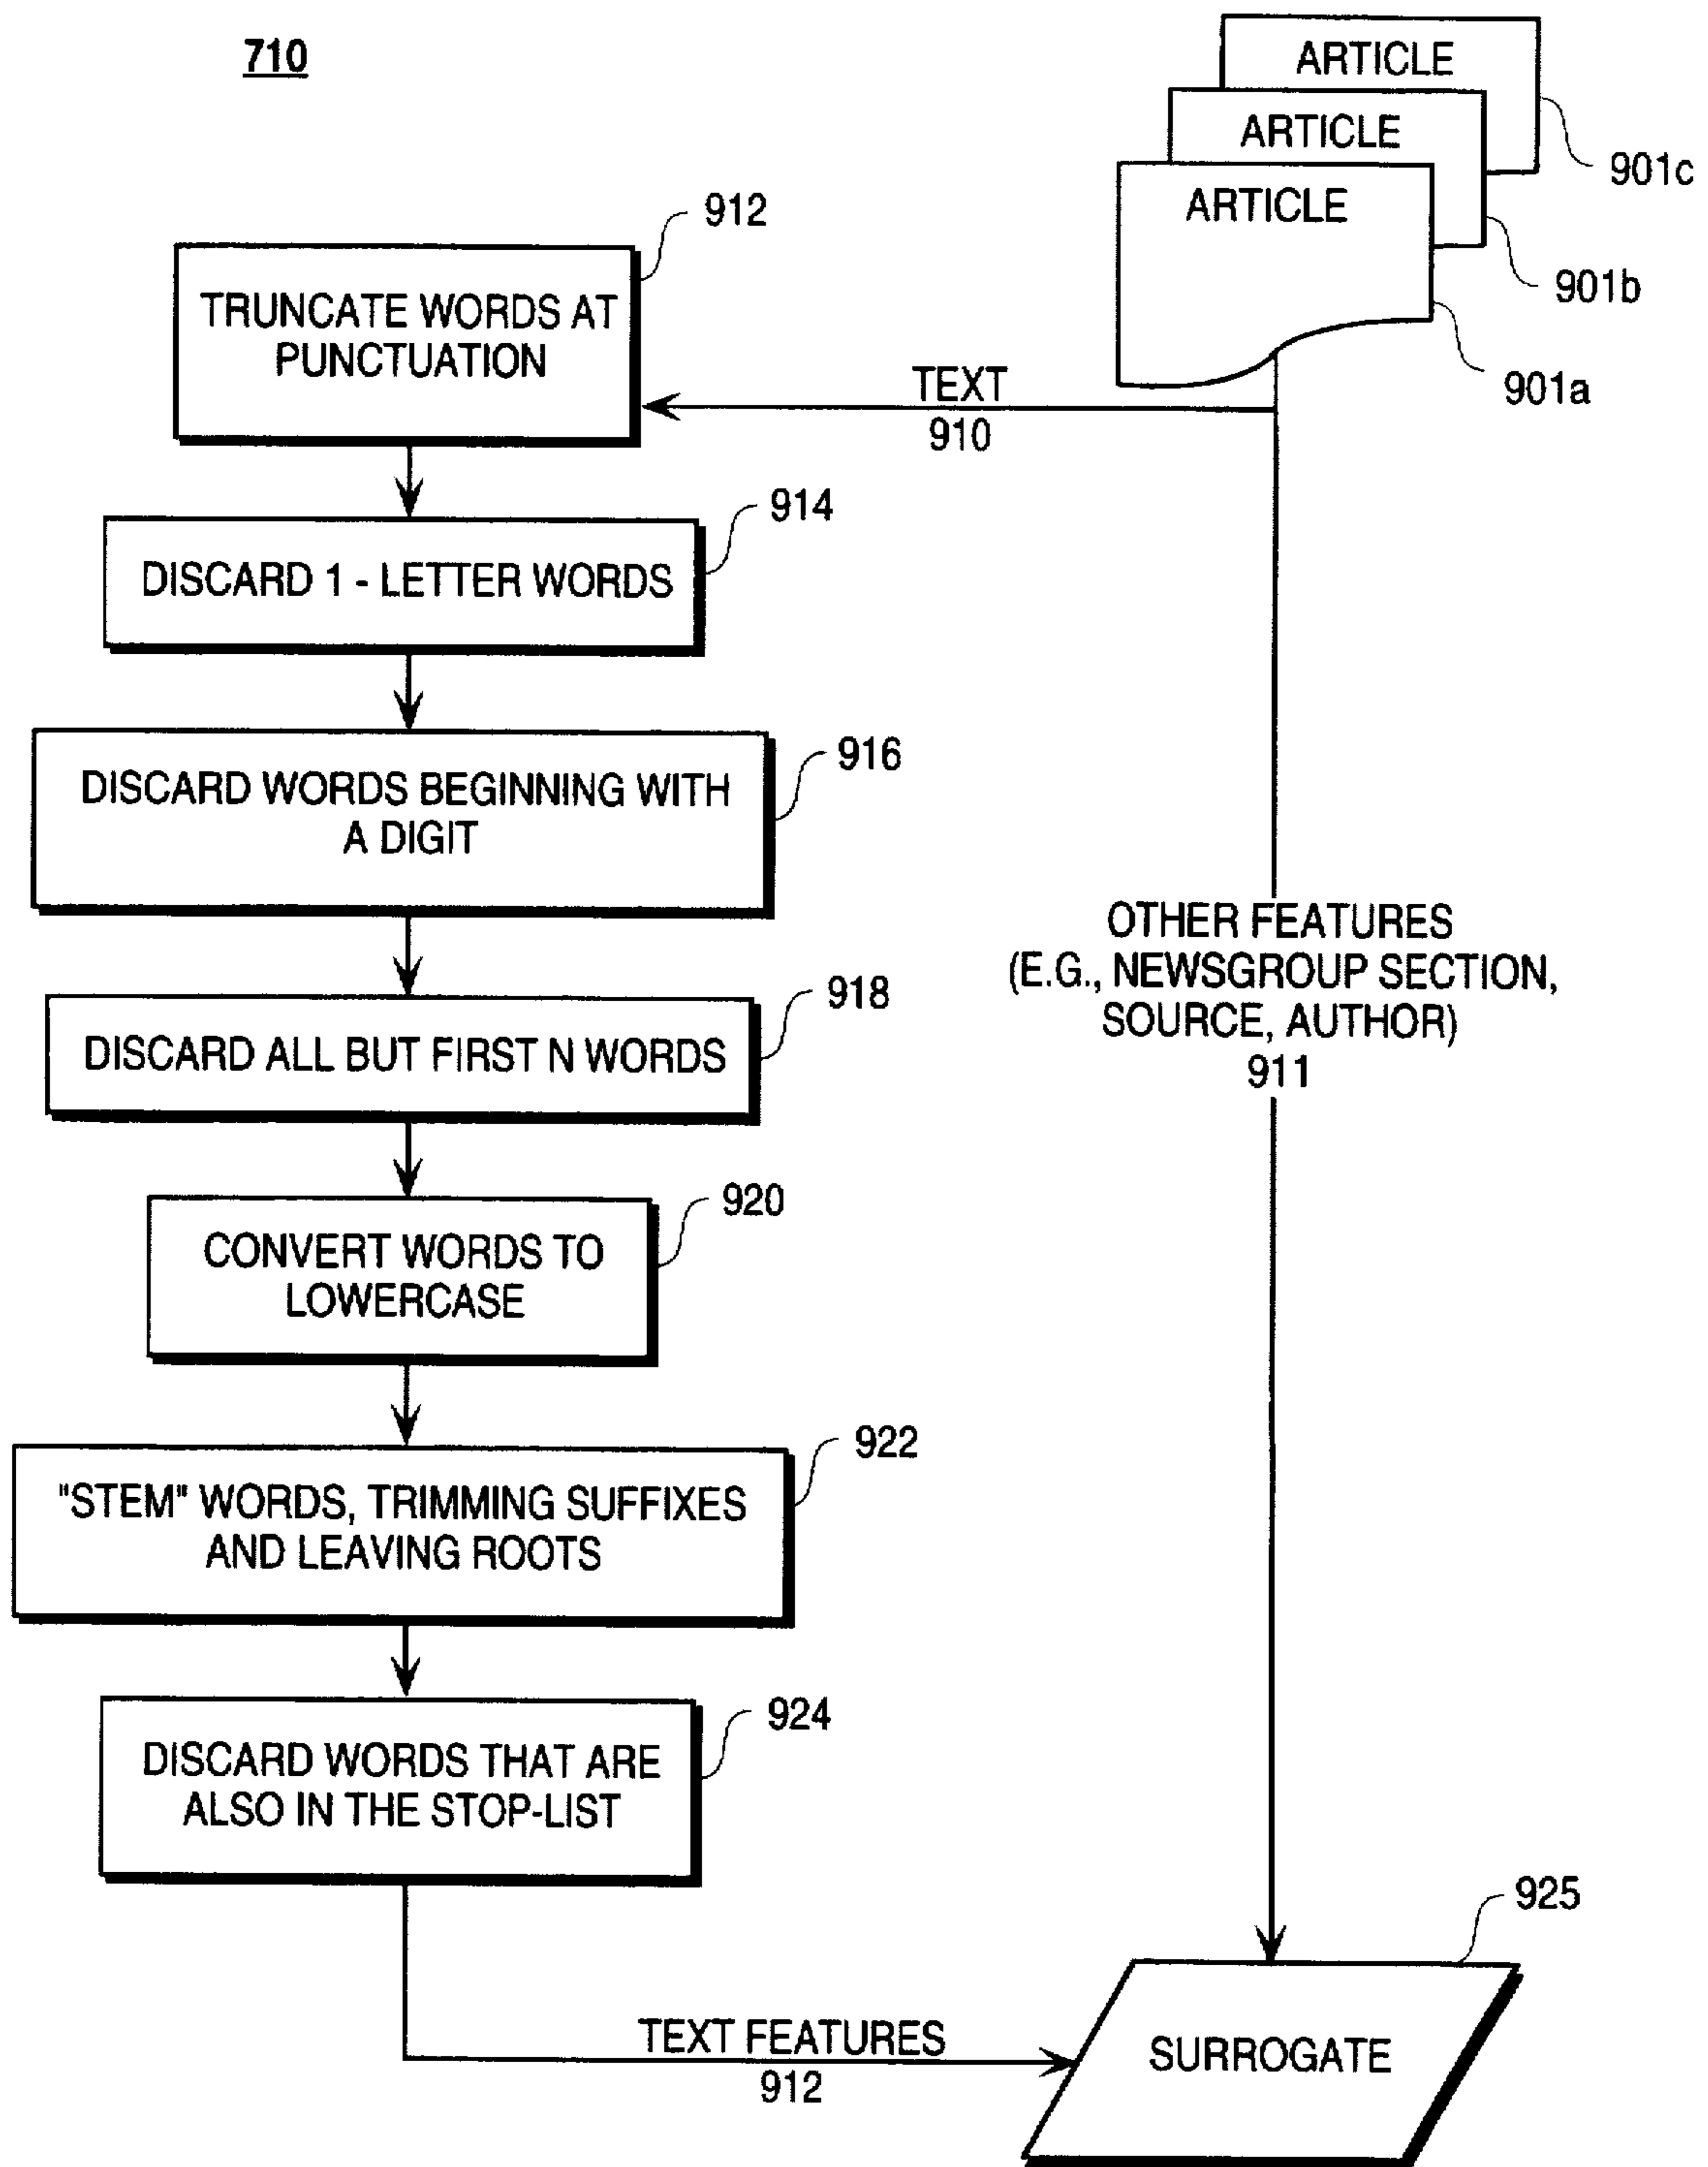 710
ARTICLE
ARTICLE
ARTICLE
901c
901b
901a
912
TRUNCATE WORDS AT
PUNCTUATION
TEXT
910
914
DISCARD 1 - LETTER WORDS
916
DISCARD WORDS BEGINNING WITH
A DIGIT
OTHER FEATURES
(E.G., NEWSGROUP SECTION,
SOURCE, AUTHOR)
911
918
DISCARD ALL BUT FIRST N WORDS
920
CONVERT WORDS TO
LOWERCASE
922
"STEM" WORDS, TRIMMING SUFFIXES
AND LEAVING ROOTS
924
DISCARD WORDS THAT ARE
ALSO IN THE STOP-LIST
TEXT FEATURES
912
925
SURROGATE